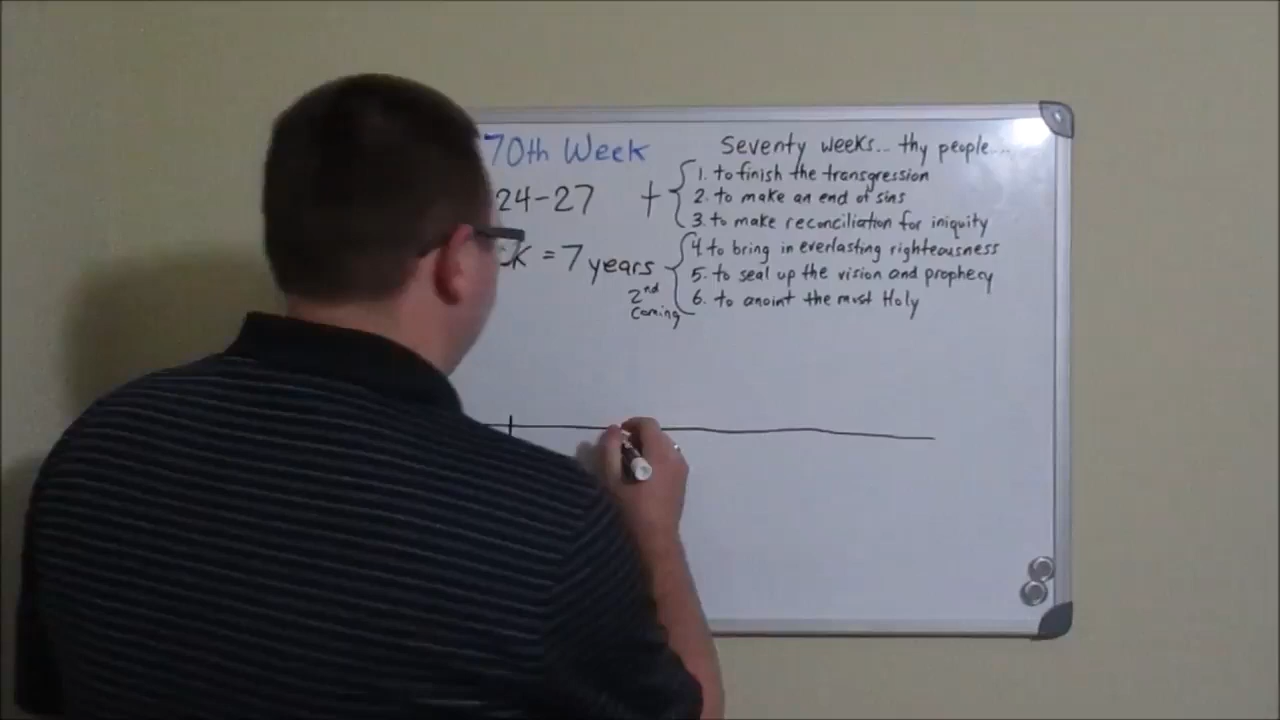 70th Week
Seventy weeks... thy people...
24-27
1. to finish the transgression
2. to make an end of sins
3. to make reconciliation for iniquity
= 7 years
4. to bring in everlasting righteousness
5. to seal up the vision and prophecy
6. to anoint the most Holy
2nd
Coming